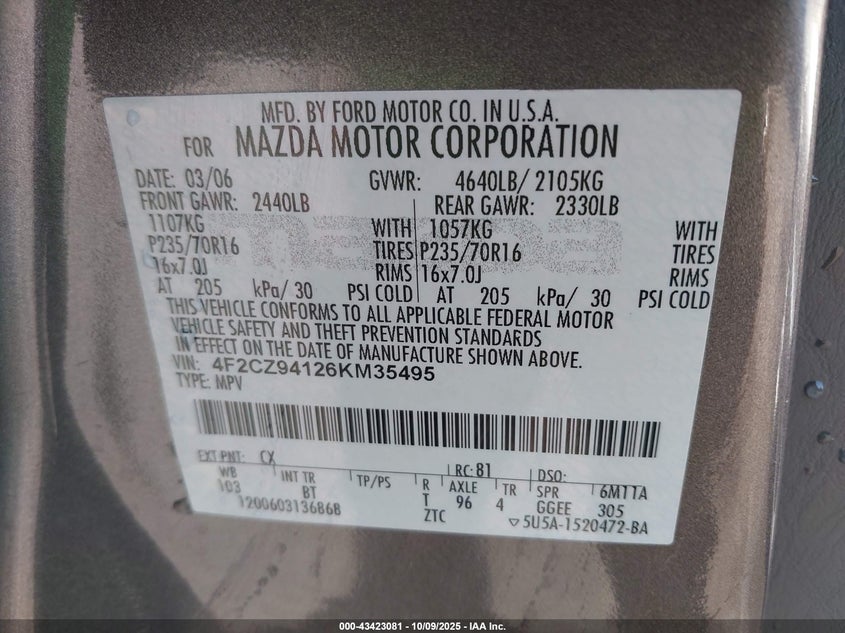 MFD. BY FORD MOTOR CO. IN U.S.A.
FOR MAZDA MOTOR CORPORATION
DATE: 03/06 GVWR: 4640LB/ 2105KG
FRONT GAWR: 2440LB REAR GAWR: 2330LB
1107KG WITH 1057KG WITH
P235/70R16 TIRES P235/70R16 TIRES
16x7.0J RIMS 16x7.0J RIMS
AT 205 kPa/ 30 PSI COLD AT 205 kPa/ 30 PSI COLD
THIS VEHICLE CONFORMS TO ALL APPLICABLE FEDERAL MOTOR
VEHICLE SAFETY AND THEFT PREVENTION STANDARDS
IN EFFECT ON THE DATE OF MANUFACTURE SHOWN ABOVE.
VIN: 4F2CZ94126KM35495
TYPE: MPV
EXT PNT: CX RC: 81 DSO:
WB INT TR TP/PS R AXLE TR SPR 6M11A
103 BT T 96 4 GGEE 305
120060313686B ZTC ▽5U5A-1520472-BA
000-43423081 - 10/09/2025 - IAA Inc.